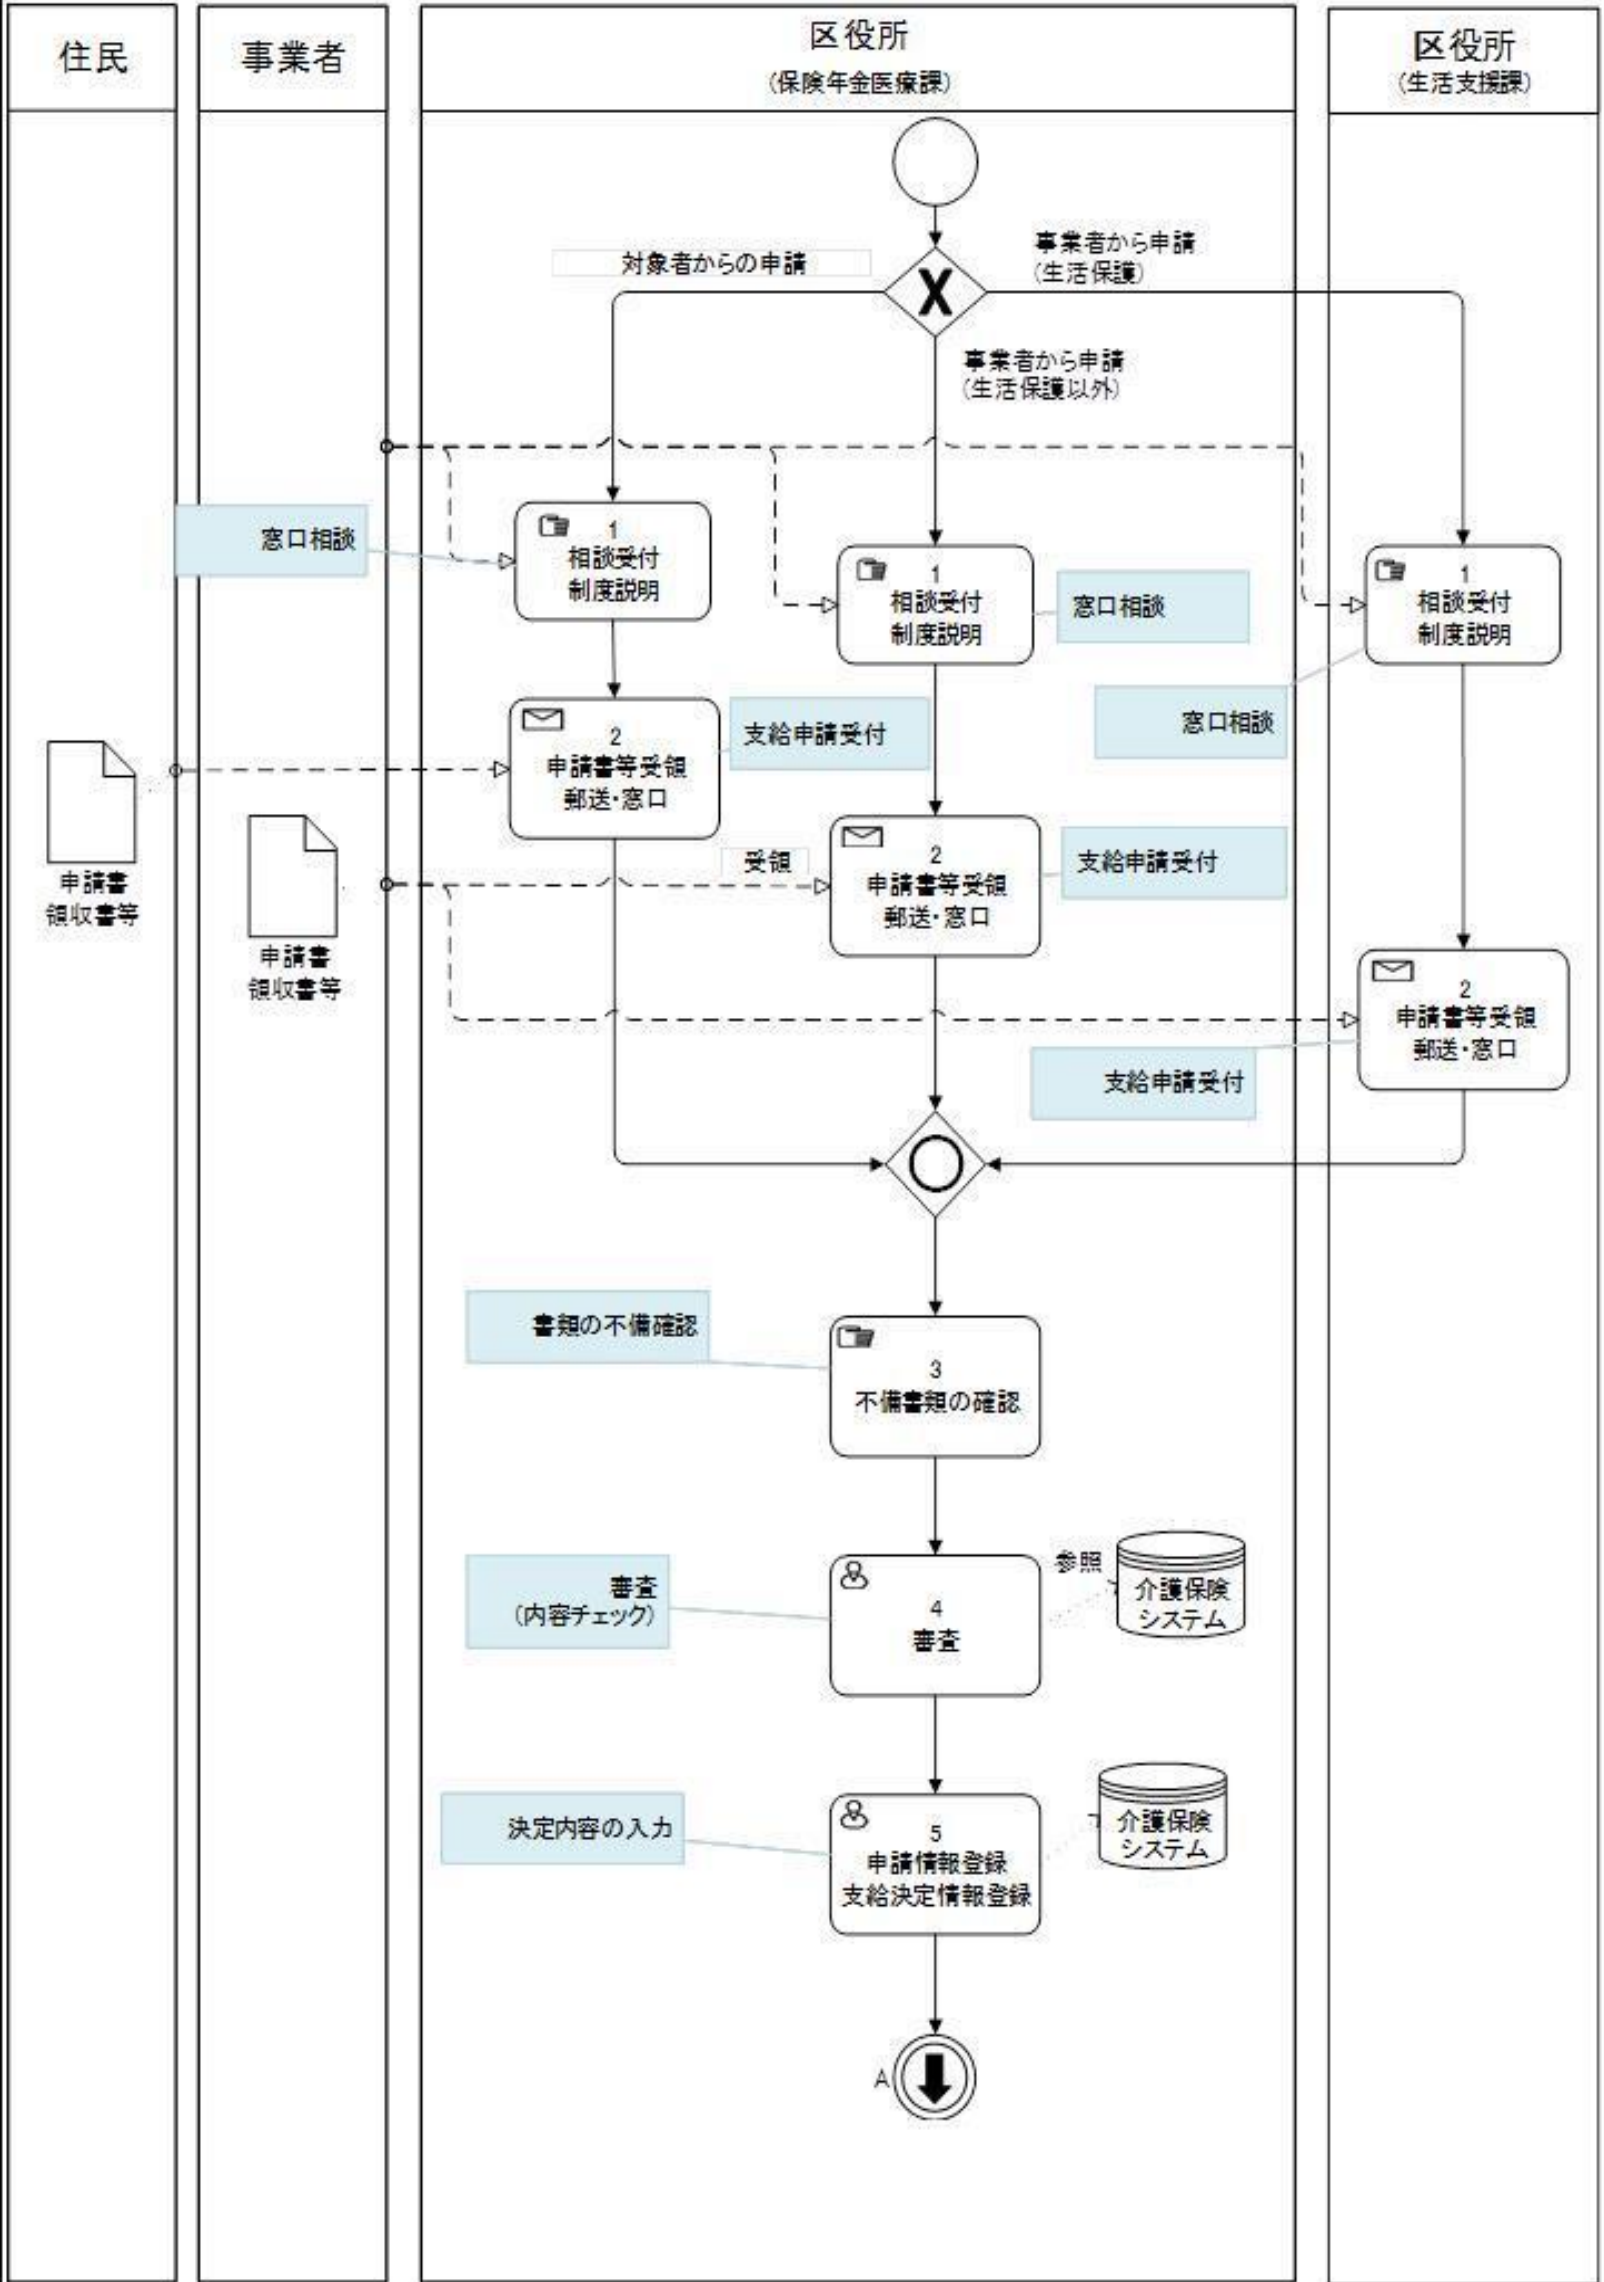 住民
事業者
区役所
(保険年金医療課)
区役所
(生活支援課)
対象者からの申請
事業者から申請
(生活保護)
X
事業者から申請
(生活保護以外)
窓口相談
1
相談受付
制度説明
1
相談受付
制度説明
窓口相談
1
相談受付
制度説明
窓口相談
2
申請書等受領
郵送・窓口
支給申請受付
申請書
領収書等
申請書
領収書等
受領
2
申請書等受領
郵送・窓口
支給申請受付
2
申請書等受領
郵送・窓口
支給申請受付
書類の不備確認
3
不備書類の確認
審査
(内容チェック)
4
審査
参照
介護保険
システム
決定内容の入力
5
申請情報登録
支給決定情報登録
介護保険
システム
A